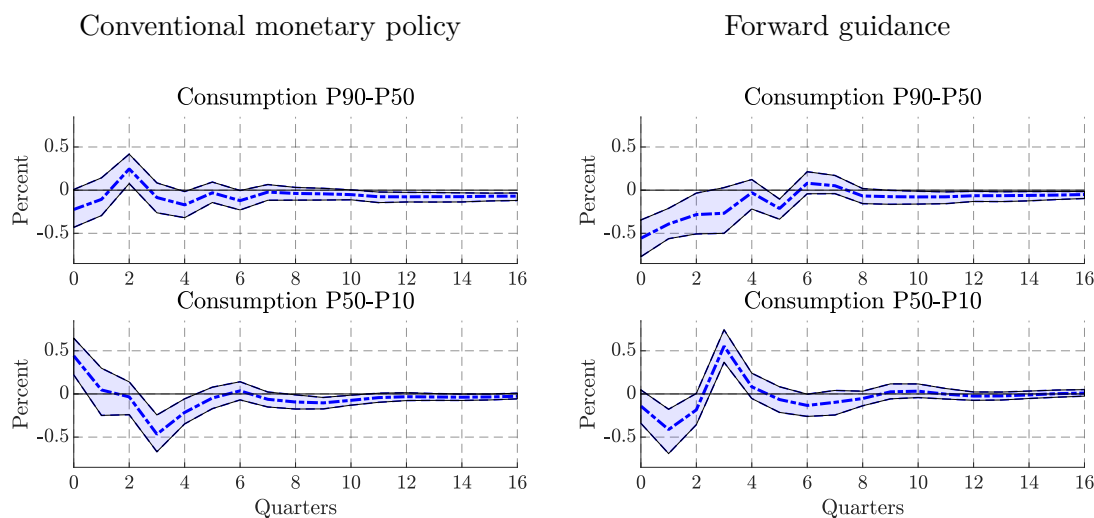 Conventional monetary policy
Forward guidance
Consumption P90-P50
Percent
0.5
0
-0.5
0 2 4 6 8 10 12 14 16
Consumption P90-P50
Percent
0.5
0
-0.5
0 2 4 6 8 10 12 14 16
Consumption P50-P10
Percent
0.5
0
-0.5
0 2 4 6 8 10 12 14 16
Quarters
Consumption P50-P10
Percent
0.5
0
-0.5
0 2 4 6 8 10 12 14 16
Quarters